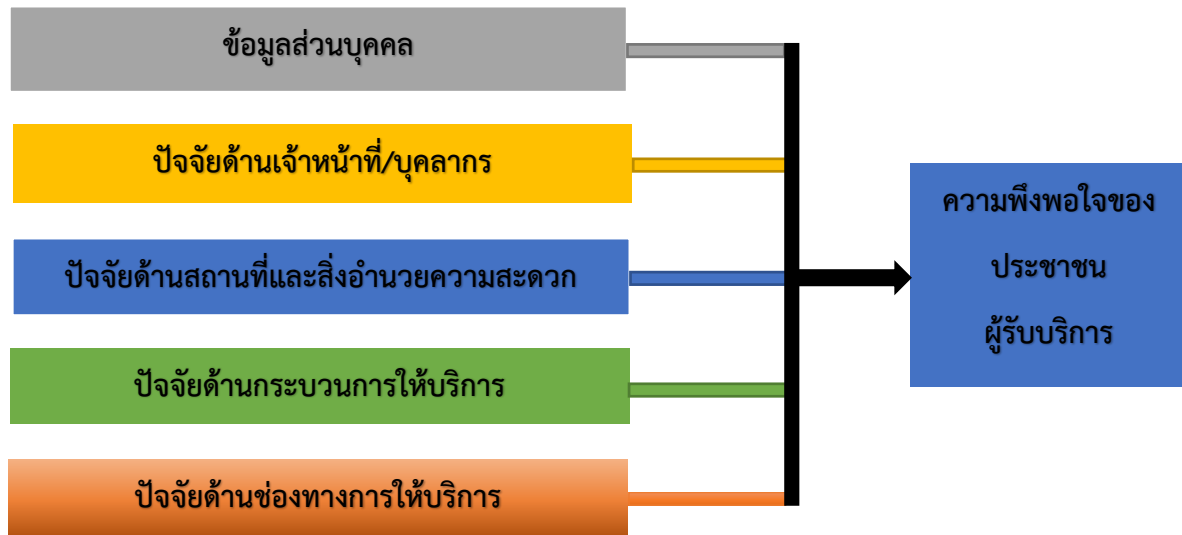 ข้อมูลส่วนบุคคล
ปัจจัยด้านเจ้าหน้าที่/บุคลากร
ปัจจัยด้านสถานที่และสิ่งอำนวยความสะดวก
ปัจจัยด้านกระบวนการให้บริการ
ปัจจัยด้านช่องทางการให้บริการ
ความพึงพอใจของ
ประชาชน
ผู้รับบริการ